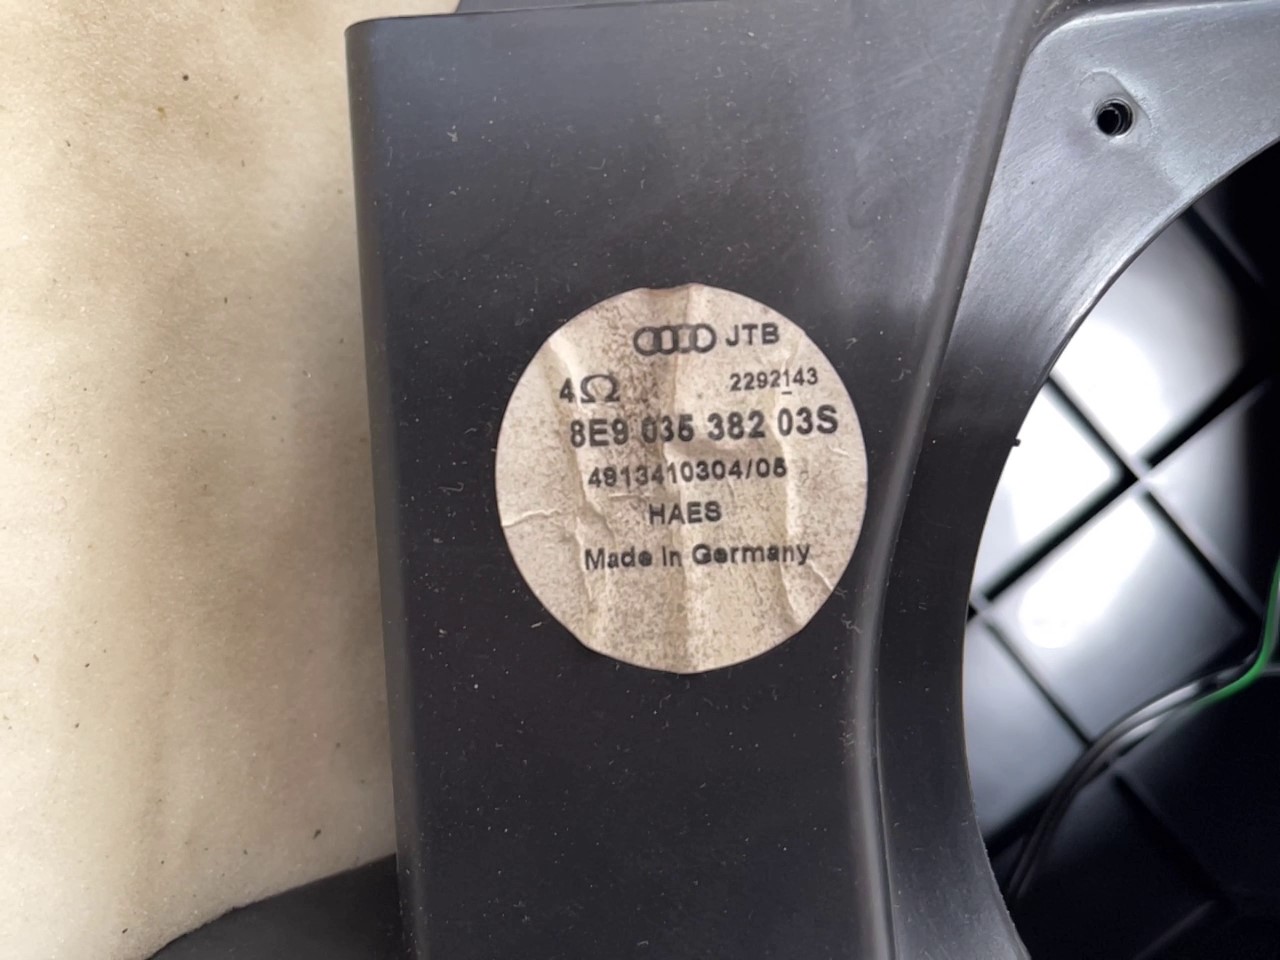 JTB
4Ω 2292143
8E9 035 382 03S
4913410304/05
HAES
Made in Germany